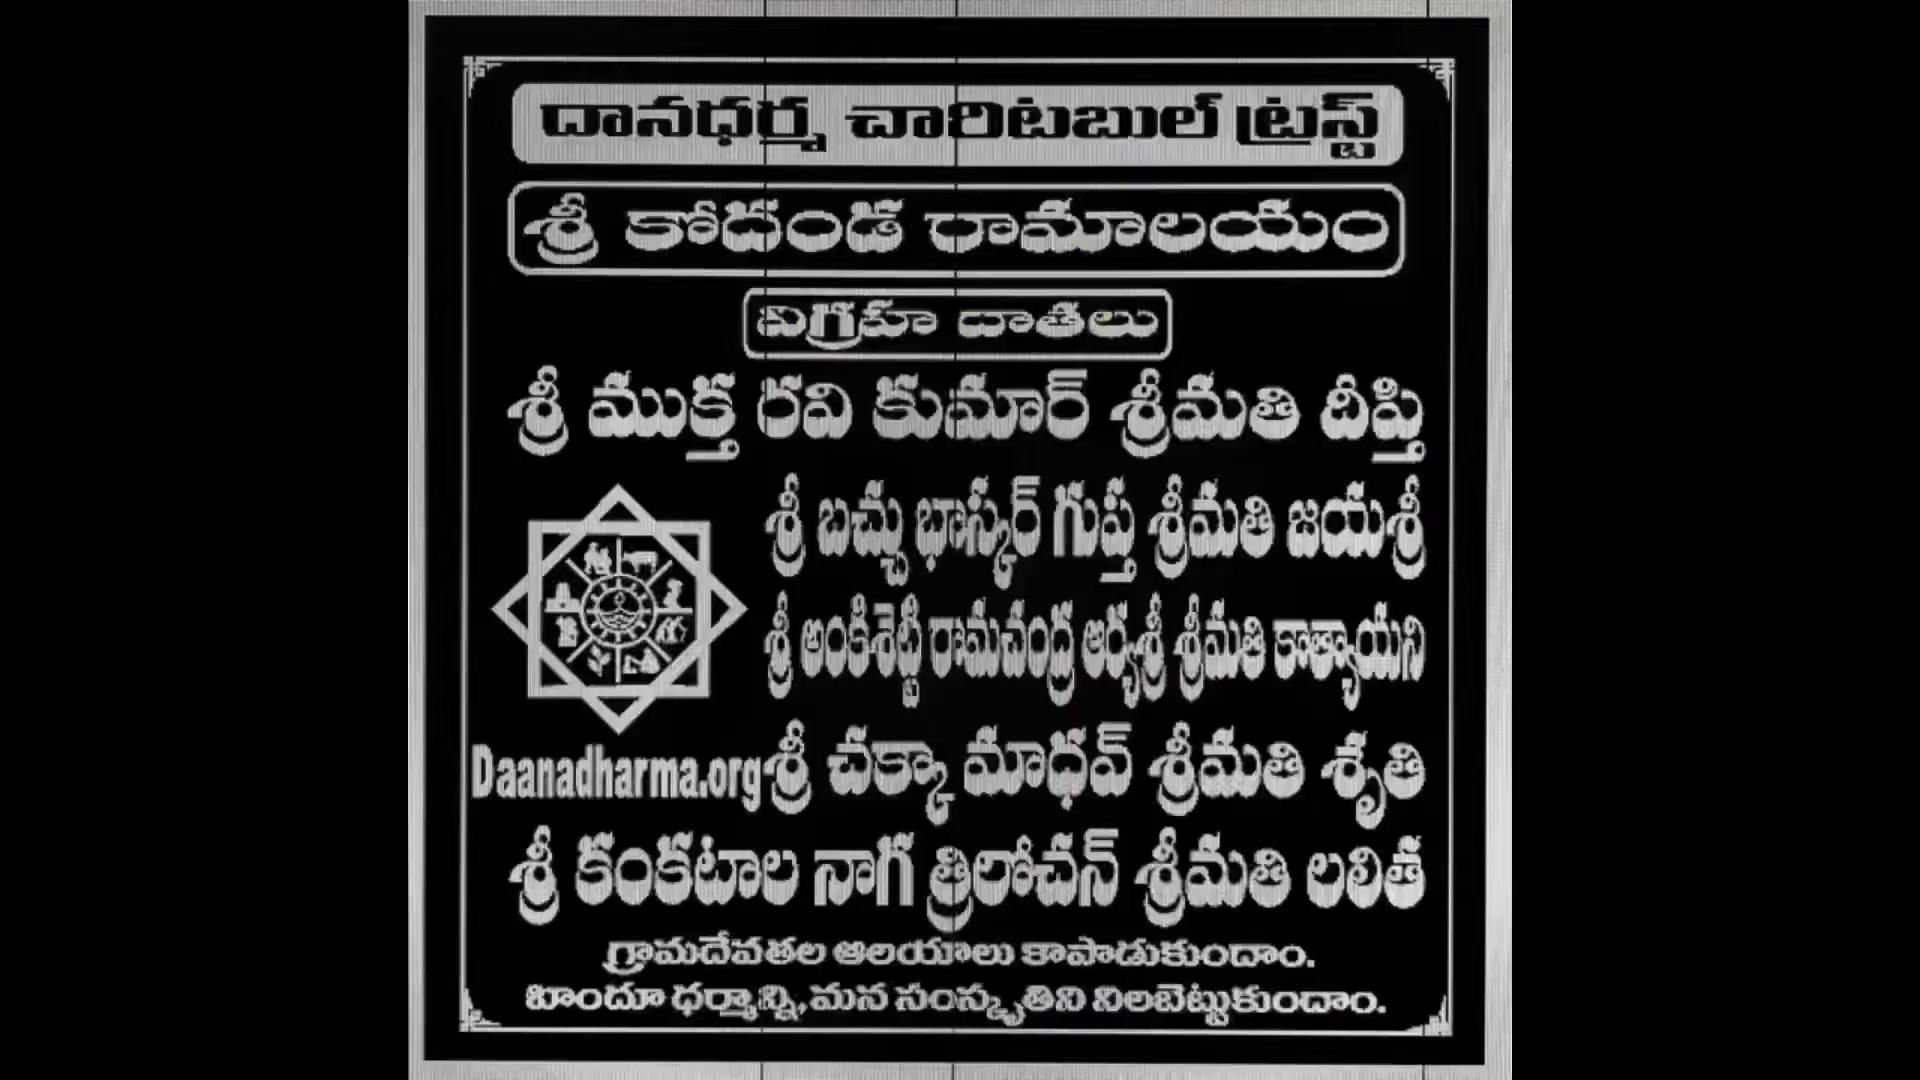 దానధర్మ చారిటబుల్ ట్రస్ట్
శ్రీ కోదండ రామాలయం
విగ్రహ దాతలు
శ్రీ ముక్త రవి కుమార్ శ్రీమతి దీప్తి
శ్రీ బచ్చు భాస్కర్ గుప్త శ్రీమతి జయశ్రీ
శ్రీ అంకిశెట్టి రామచంద్ర ఆర్యశ్రీ శ్రీమతి కాత్యాయని
Daanadharma.org
శ్రీ చక్కా మాధవ్ శ్రీమతి శృతి
శ్రీ కంకటాల నాగ త్రిలోచన్ శ్రీమతి లలిత
గ్రామదేవతల ఆలయాలు కాపాడుకుందాం.
హిందూ ధర్మాన్ని,మన సంస్కృతిని నిలబెట్టుకుందాం.